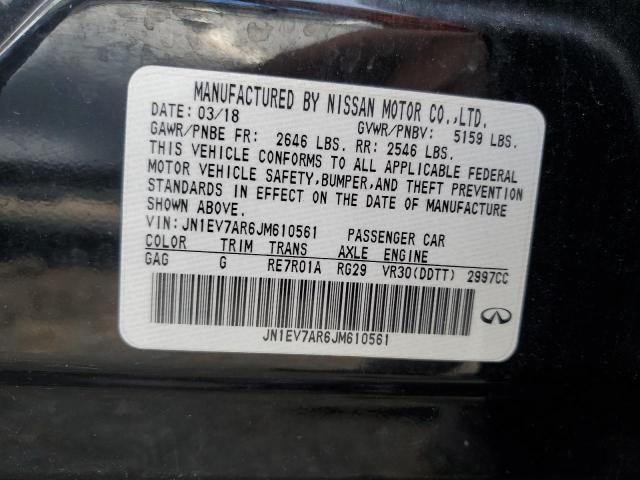 MANUFACTURED BY NISSAN MOTOR CO.,LTD.
DATE: 03/18 GVWR/PNBV: 5159 LBS.
GAWR/PNBE FR: 2646 LBS. RR: 2546 LBS.
THIS VEHICLE CONFORMS TO ALL APPLICABLE FEDERAL
MOTOR VEHICLE SAFETY,BUMPER,AND THEFT PREVENTION
STANDARDS IN EFFECT ON THE DATE OF MANUFACTURE
SHOWN ABOVE.
VIN: JN1EV7AR6JM610561 PASSENGER CAR
COLOR TRIM TRANS AXLE ENGINE
GAG G RE7R01A RG29 VR30(DDTT) 2997CC
JN1EV7AR6JM610561